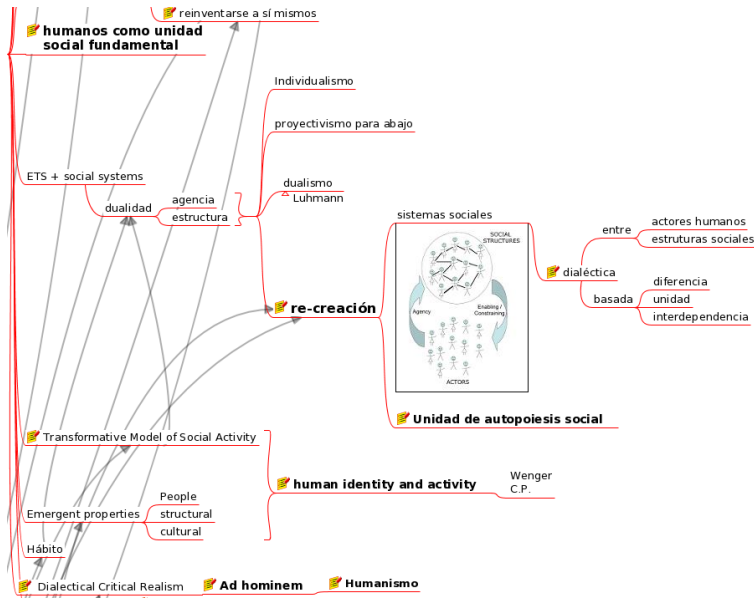 reinventarse a sí mismos
humanos como unidad
social fundamental
Individualismo
proyectivismo para abajo
ETS + social systems
dualidad
agencia
estructura
dualismo
Luhmann
re-creación
sistemas sociales
SOCIAL
STRUCTURES
Agency
Enabling /
Constraining
ACTORS
dialéctica
entre
actores humanos
estruturas sociales
basada
diferencia
unidad
interdependencia
Unidad de autopoiesis social
Transformative Model of Social Activity
Emergent properties
People
structural
cultural
human identity and activity
Wenger
C.P.
Hábito
Dialectical Critical Realism
Ad hominem
Humanismo